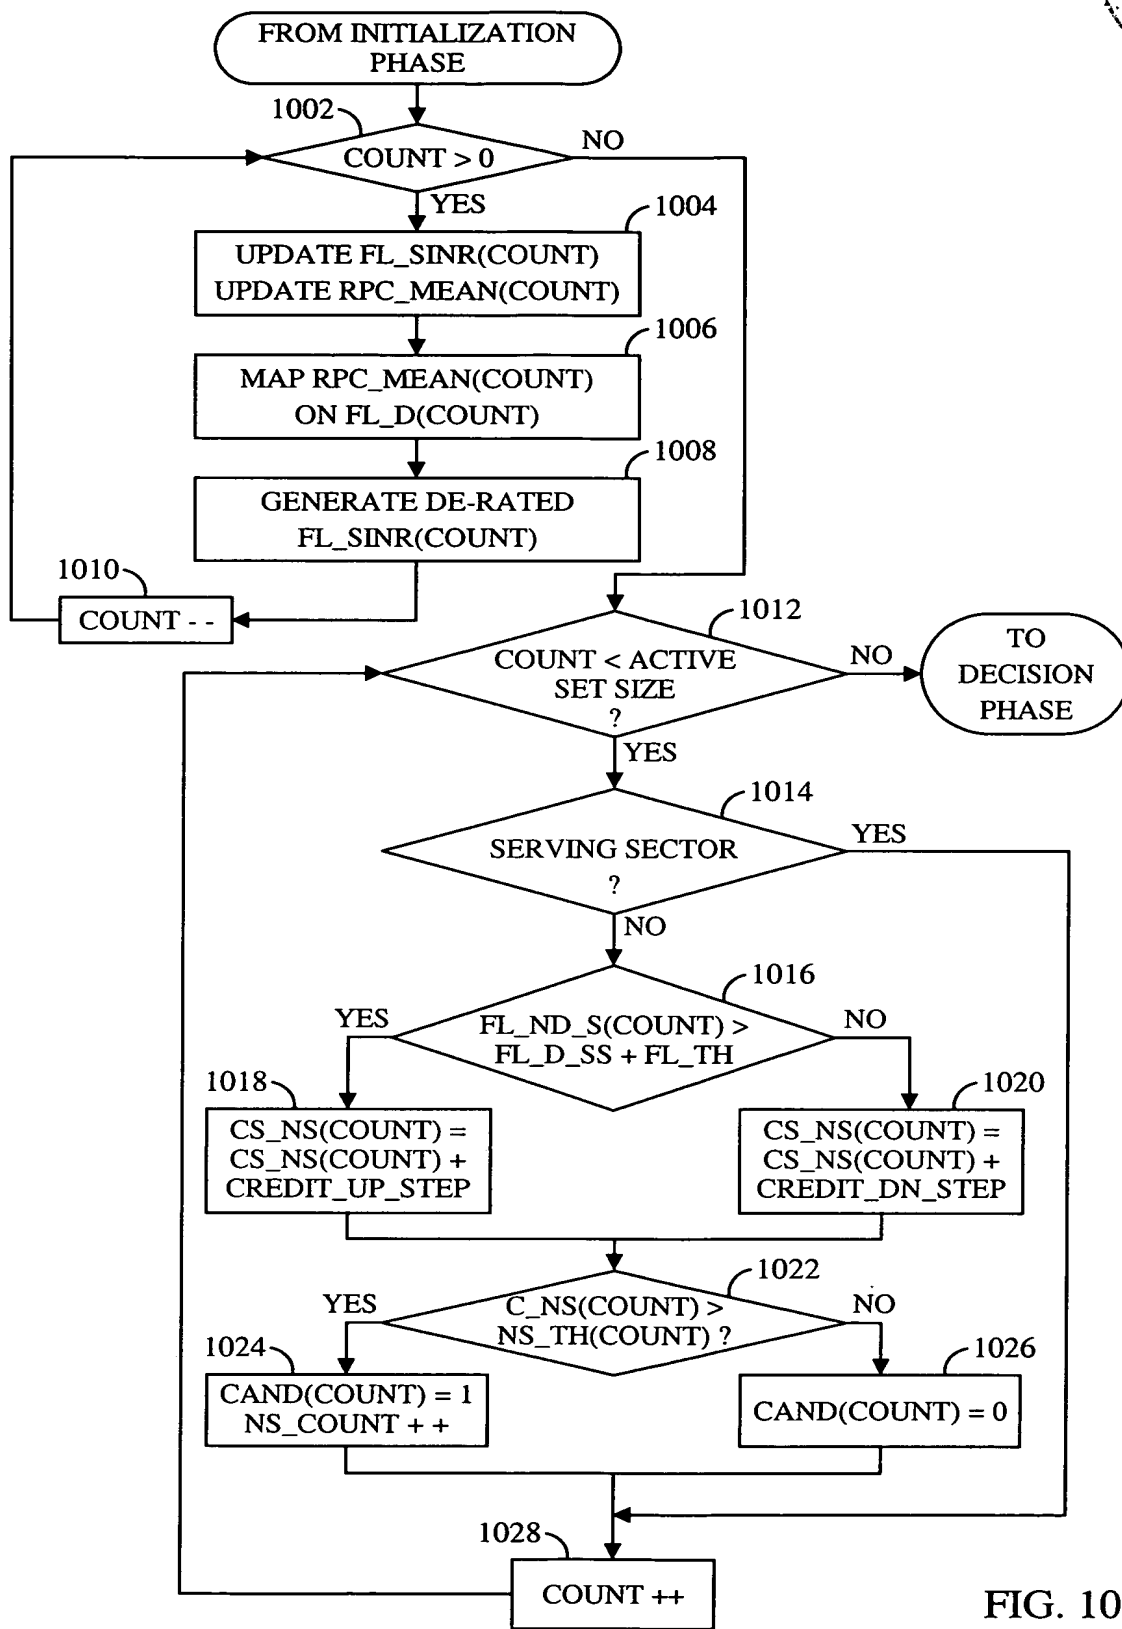 FROM INITIALIZATION
PHASE
1002
COUNT > 0
NO
YES
1004
UPDATE FL_SINR(COUNT)
UPDATE RPC_MEAN(COUNT)
1006
MAP RPC_MEAN(COUNT)
ON FL_D(COUNT)
1008
GENERATE DE-RATED
FL_SINR(COUNT)
1010
COUNT - -
1012
COUNT < ACTIVE
SET SIZE
?
NO
TO
DECISION
PHASE
YES
1014
SERVING SECTOR
?
YES
NO
1016
FL_ND_S(COUNT) >
FL_D_SS + FL_TH
YES
NO
1018
CS_NS(COUNT) =
CS_NS(COUNT) +
CREDIT_UP_STEP
1020
CS_NS(COUNT) =
CS_NS(COUNT) +
CREDIT_DN_STEP
1022
C_NS(COUNT) >
NS_TH(COUNT) ?
YES
NO
1024
CAND(COUNT) = 1
NS_COUNT + +
1026
CAND(COUNT) = 0
1028
COUNT ++
FIG. 10